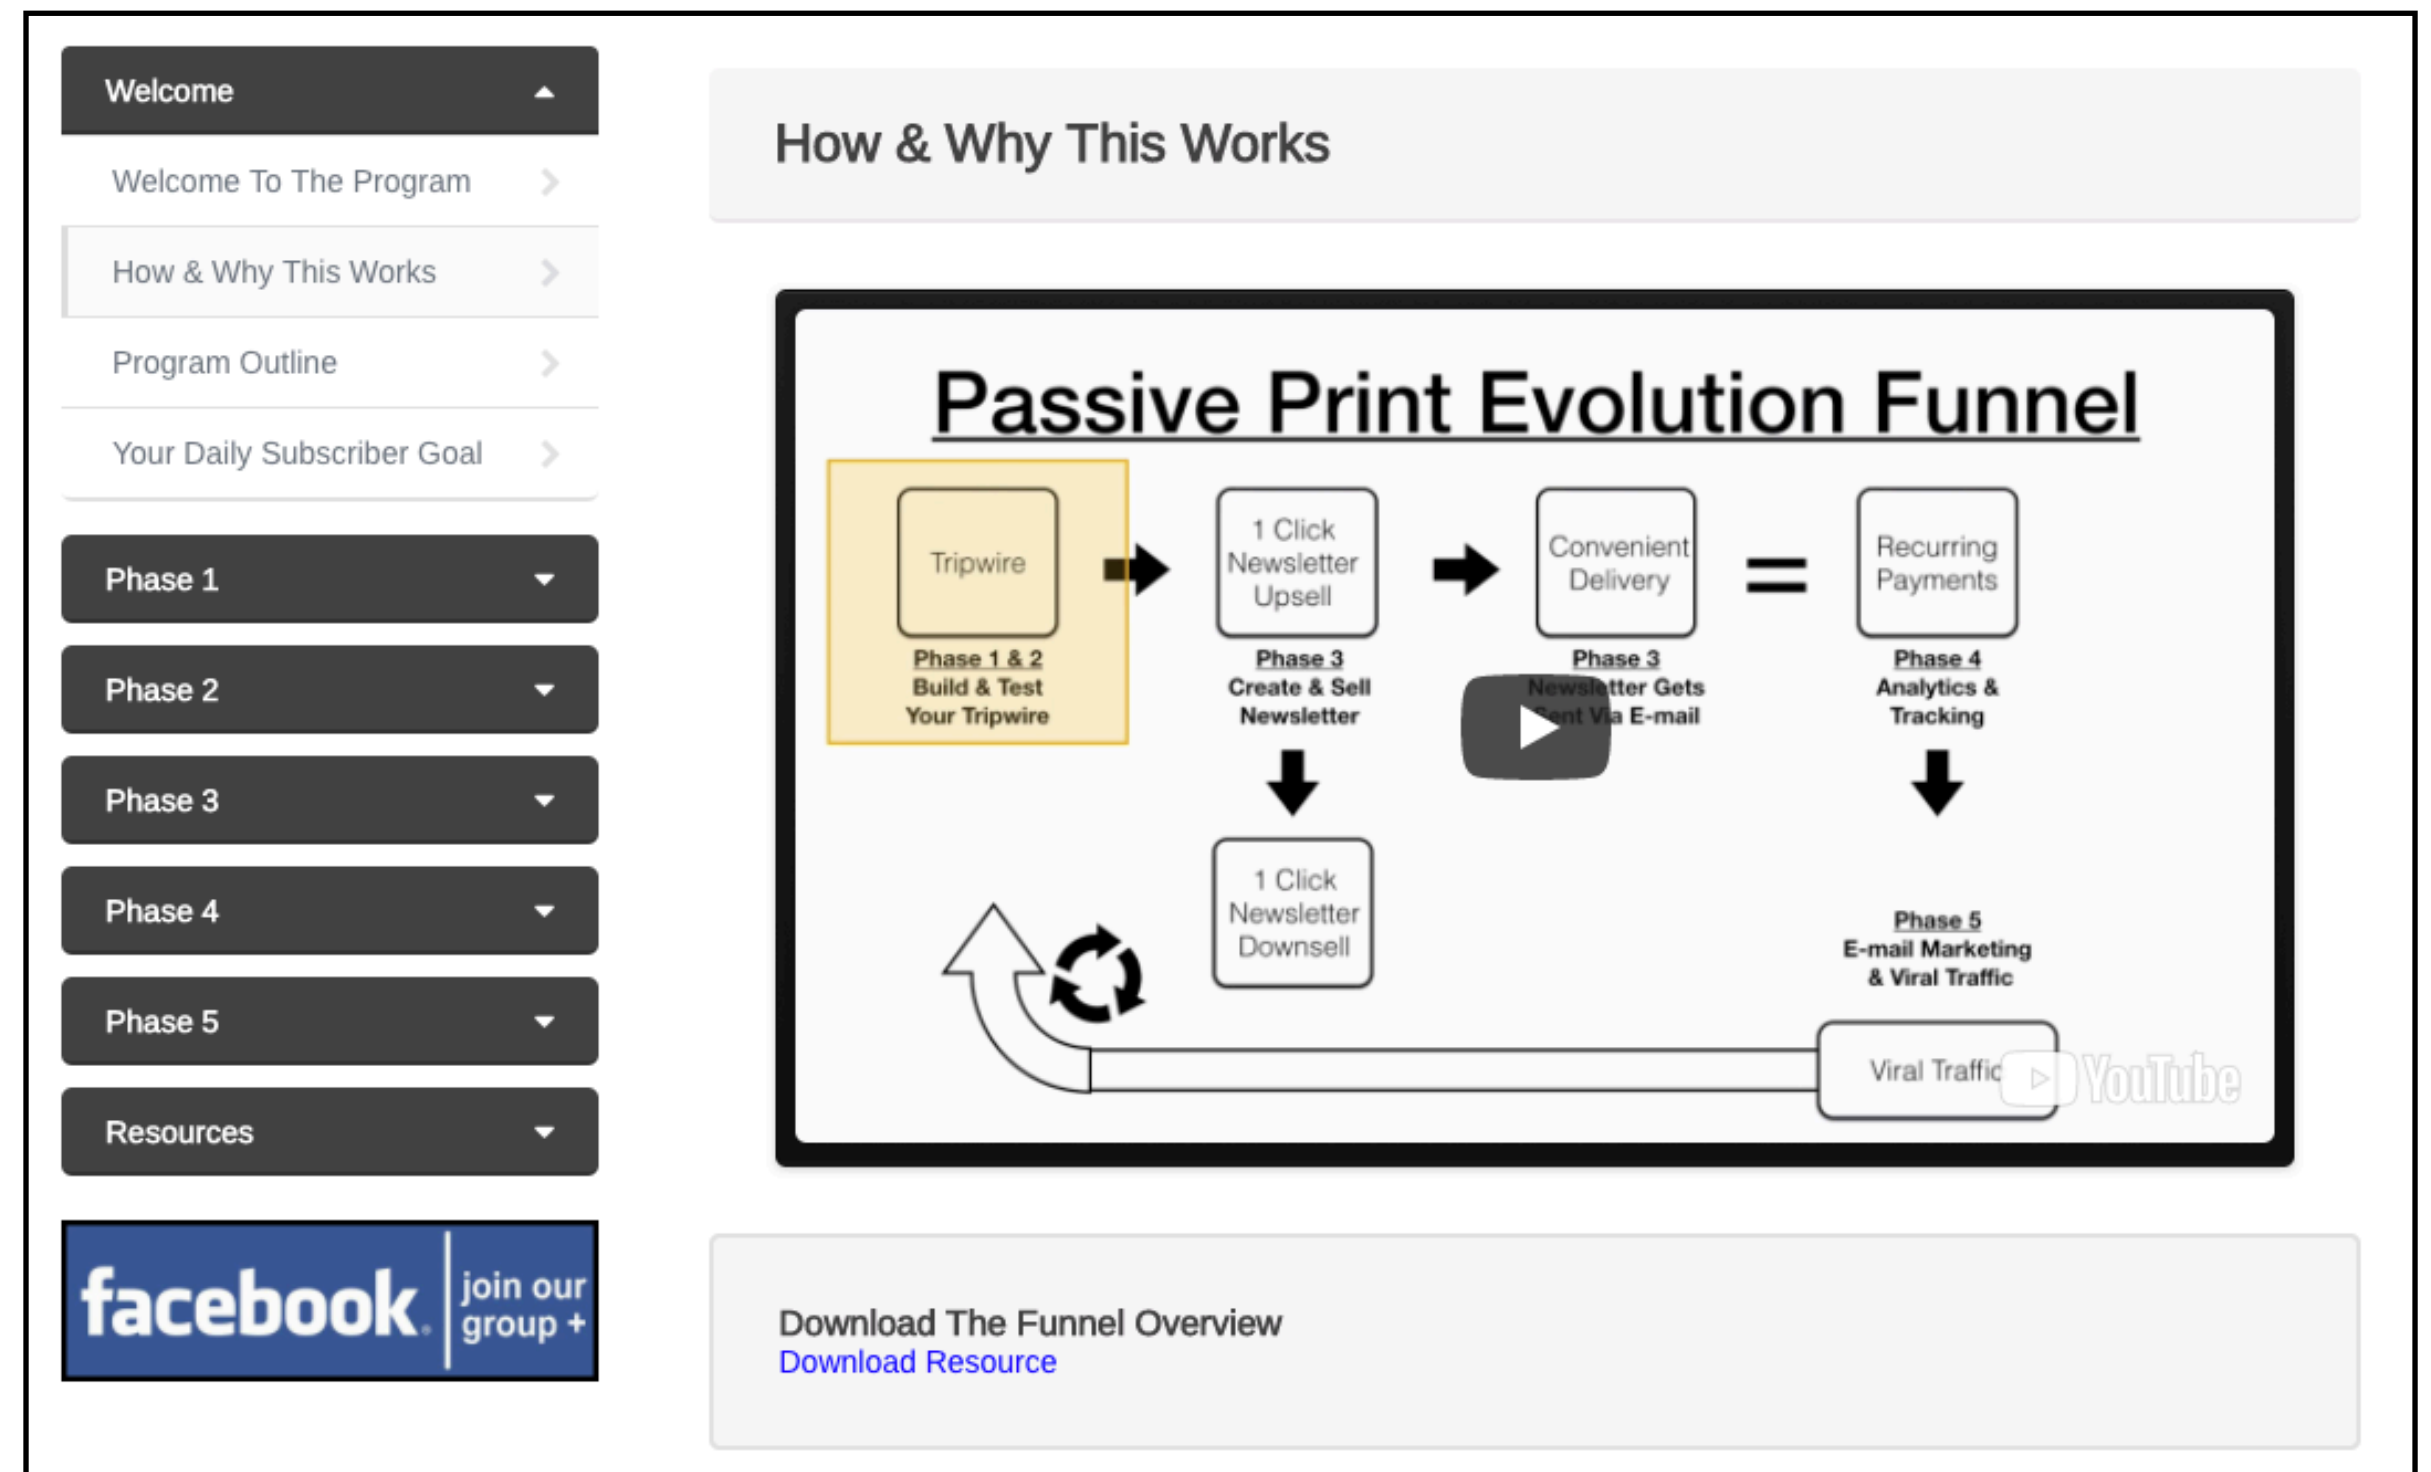 Welcome
Welcome To The Program
How & Why This Works
Program Outline
Your Daily Subscriber Goal
Phase 1
Phase 2
Phase 3
Phase 4
Phase 5
Resources
facebook.
join our
group +
How & Why This Works
Passive Print Evolution Funnel
Tripwire
Phase 1 & 2
Build & Test
Your Tripwire
1 Click
Newsletter
Upsell
Phase 3
Create & Sell
Newsletter
Convenient
Delivery
Phase 3
Newsletter Gets
Sent Via E-mail
Recurring
Payments
Phase 4
Analytics &
Tracking
1 Click
Newsletter
Downsell
Phase 5
E-mail Marketing
& Viral Traffic
Viral Traffic
YouTube
Download The Funnel Overview
Download Resource